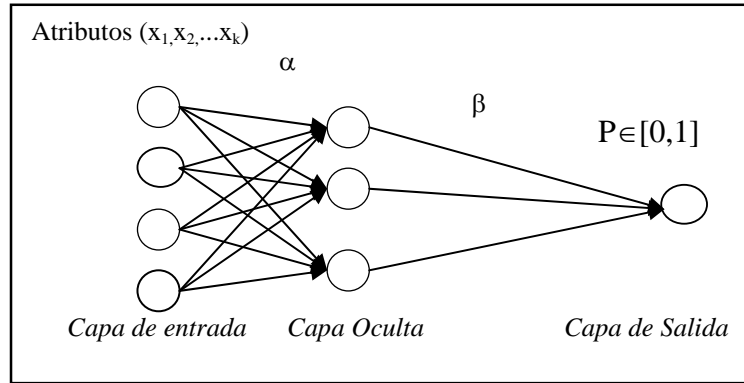 Atributos (x1,x2,...xk)
α
β
P∈[0,1]
Capa de entrada
Capa Oculta
Capa de Salida